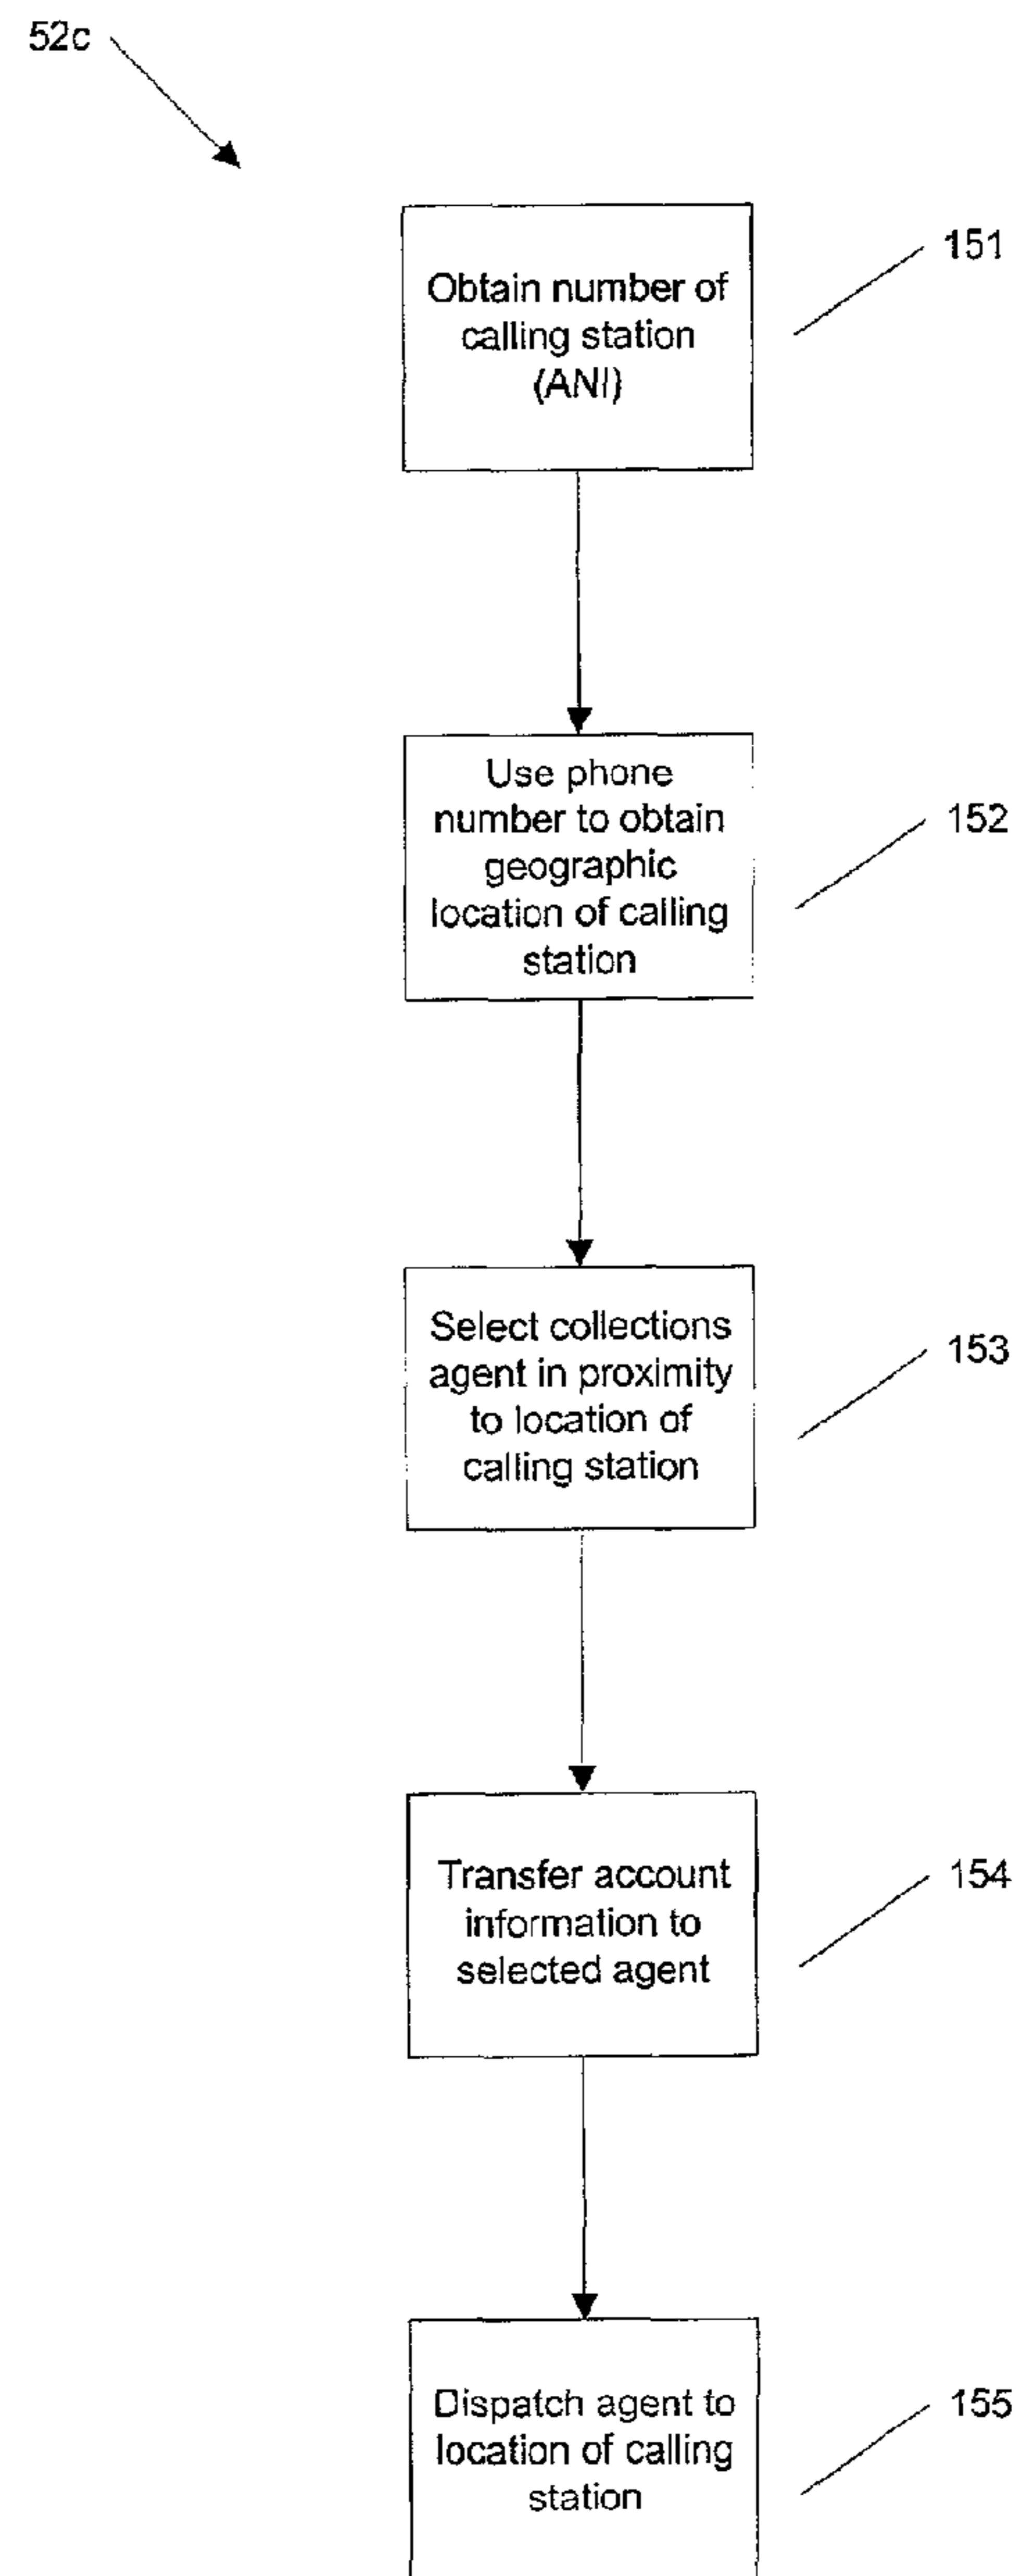 52c
Obtain number of
calling station
(ANI)
151
Use phone
number to obtain
geographic
location of calling
station
152
Select collections
agent in proximity
to location of
calling station
153
Transfer account
information to
selected agent
154
Dispatch agent to
location of calling
station
155